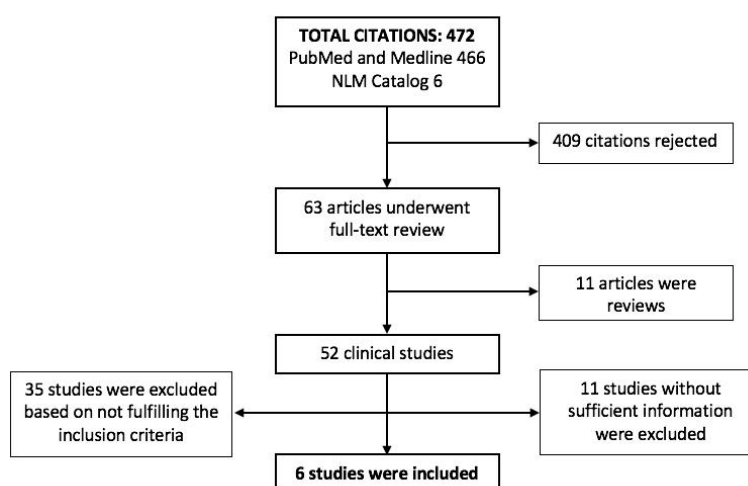 TOTAL CITATIONS: 472
PubMed and Medline 466
NLM Catalog 6
409 citations rejected
63 articles underwent
full-text review
11 articles were
reviews
52 clinical studies
35 studies were excluded
based on not fulfilling the
inclusion criteria
11 studies without
sufficient information
were excluded
6 studies were included